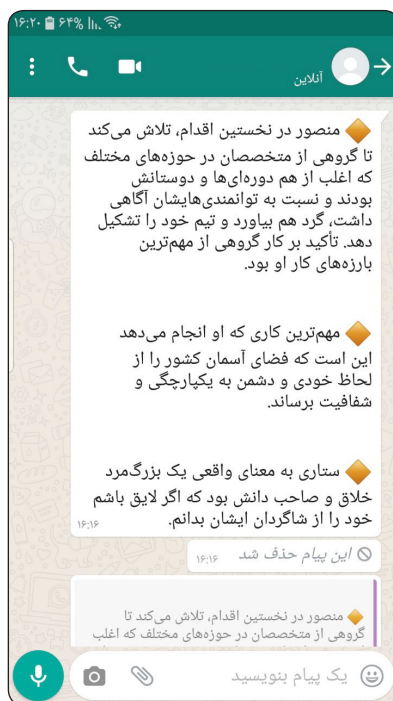 ۱۶:۲۰ ۶۴%
آنلاین
🔶 منصور در نخستین اقدام، تلاش می‌کند
تا گروهی از متخصصان در حوزه‌های مختلف
که اغلب از هم دوره‌ای‌ها و دوستانش
بودند و نسبت به توانمندی‌هایشان آگاهی
داشت، گرد هم بیاورد و تیم خود را تشکیل
دهد. تأکید بر کار گروهی از مهم‌ترین
بارزه‌های کار او بود.
🔶 مهم‌ترین کاری که او انجام می‌دهد
این است که فضای آسمان کشور را از
لحاظ خودی و دشمن به یکپارچگی و
شفافیت برساند.
🔶 ستاری به معنای واقعی یک بزرگ‌مرد
خلاق و صاحب دانش بود که اگر لایق باشم
خود را از شاگردان ایشان بدانم.
۱۶:۱۶
این پیام حذف شد ۱۶:۱۶
🔶 منصور در نخستین اقدام، تلاش می‌کند تا
گروهی از متخصصان در حوزه‌های مختلف که اغلب
یک پیام بنویسید